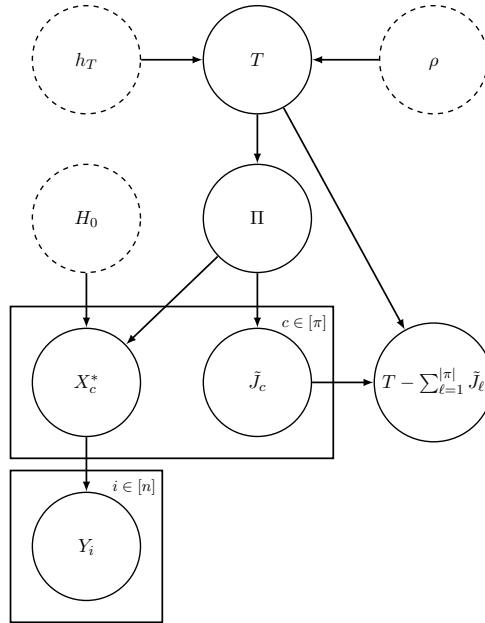 h_T T ρ
H_0 Π
c ∈ [π]
X_c^* J̃_c T − ∑_{ℓ=1}^{|π|} J̃_ℓ
i ∈ [n]
Y_i